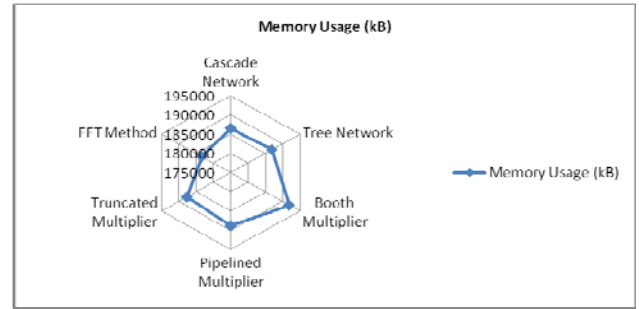 Memory Usage (kB)
Cascade
Network
195000
190000
185000
180000
175000
FFT Method
Tree Network
Memory Usage (kB)
Truncated
Multiplier
Booth
Multiplier
Pipelined
Multiplier